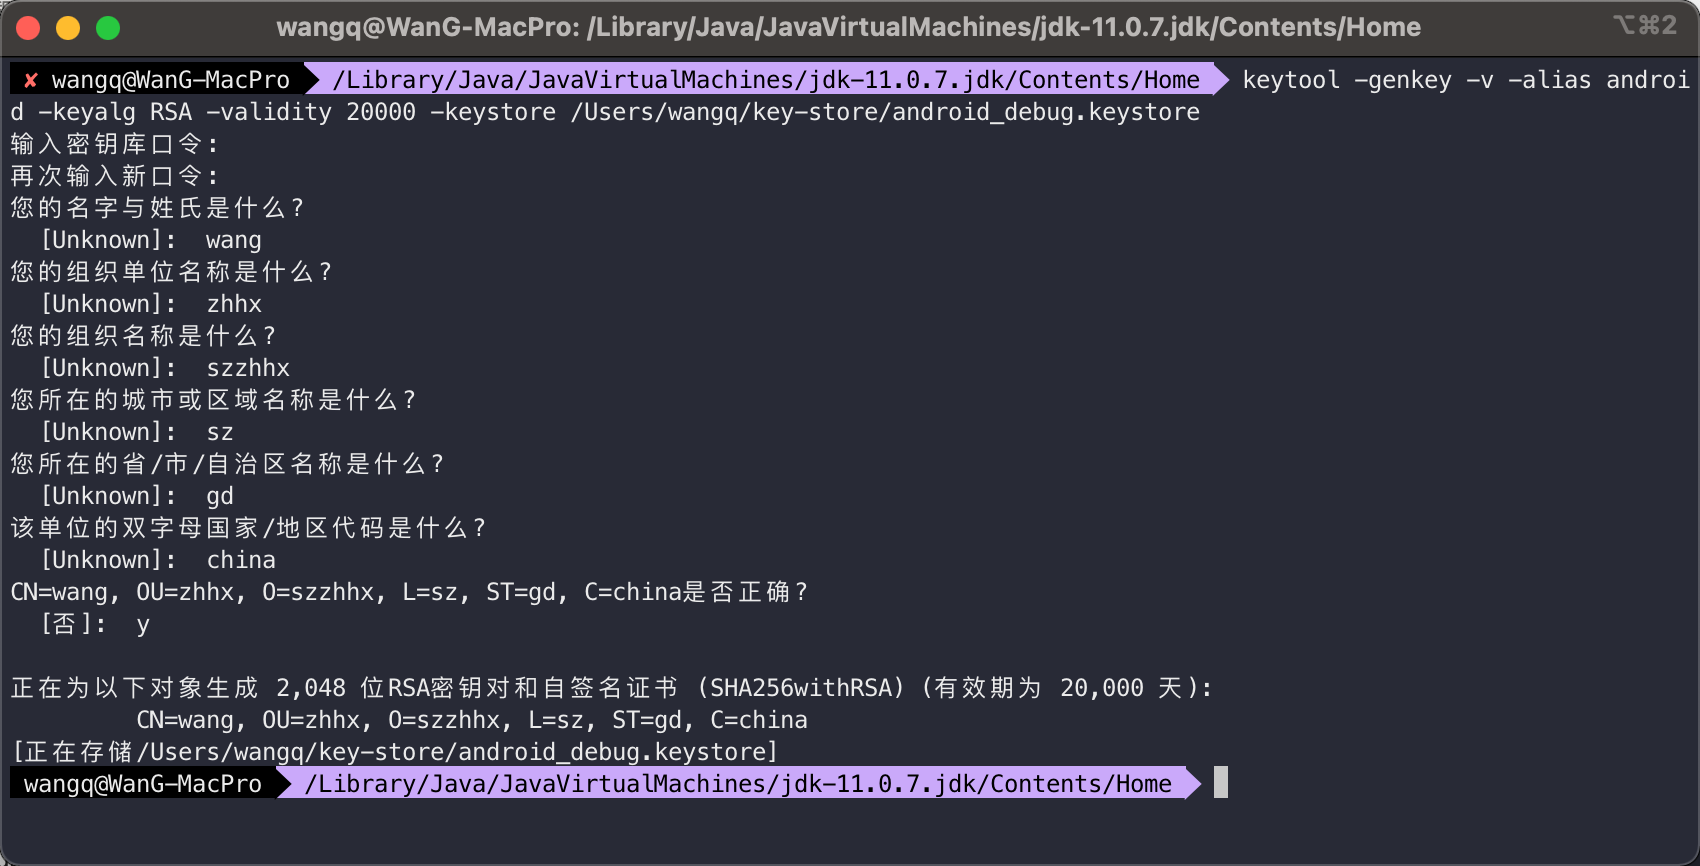 wangq@WanG-MacPro: /Library/Java/JavaVirtualMachines/jdk-11.0.7.jdk/Contents/Home ⌥⌘2
✘ wangq@WanG-MacPro /Library/Java/JavaVirtualMachines/jdk-11.0.7.jdk/Contents/Home keytool -genkey -v -alias androi
d -keyalg RSA -validity 20000 -keystore /Users/wangq/key-store/android_debug.keystore
输入密钥库口令:
再次输入新口令:
您的名字与姓氏是什么?
[Unknown]: wang
您的组织单位名称是什么?
[Unknown]: zhhx
您的组织名称是什么?
[Unknown]: szzhhx
您所在的城市或区域名称是什么?
[Unknown]: sz
您所在的省/市/自治区名称是什么?
[Unknown]: gd
该单位的双字母国家/地区代码是什么?
[Unknown]: china
CN=wang, OU=zhhx, O=szzhhx, L=sz, ST=gd, C=china是否正确?
[否]: y
正在为以下对象生成 2,048 位RSA密钥对和自签名证书 (SHA256withRSA) (有效期为 20,000 天):
CN=wang, OU=zhhx, O=szzhhx, L=sz, ST=gd, C=china
[正在存储/Users/wangq/key-store/android_debug.keystore]
wangq@WanG-MacPro /Library/Java/JavaVirtualMachines/jdk-11.0.7.jdk/Contents/Home